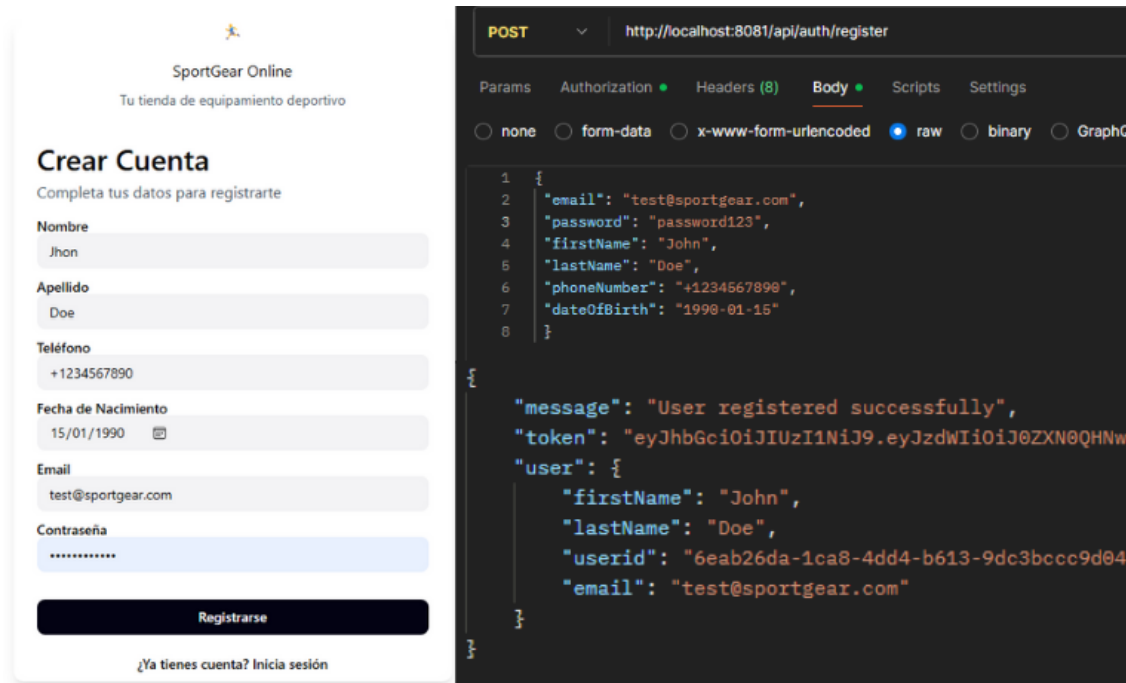 SportGear Online
Tu tienda de equipamiento deportivo
Crear Cuenta
Completa tus datos para registrarte
Nombre
Jhon
Apellido
Doe
Teléfono
+1234567890
Fecha de Nacimiento
15/01/1990
Email
test@sportgear.com
Contraseña
••••••••••••
Registrarse
¿Ya tienes cuenta? Inicia sesión
POST http://localhost:8081/api/auth/register
Params Authorization Headers (8) Body Scripts Settings
none form-data x-www-form-urlencoded raw binary GraphQ
1 {
2 "email": "test@sportgear.com",
3 "password": "password123",
4 "firstName": "John",
5 "lastName": "Doe",
6 "phoneNumber": "+1234567890",
7 "dateOfBirth": "1990-01-15"
8 }
{
"message": "User registered successfully",
"token": "eyJhbGciOiJIUzI1NiJ9.eyJzdWIiOiJ0ZXN0QHNw
"user": {
"firstName": "John",
"lastName": "Doe",
"userid": "6eab26da-1ca8-4dd4-b613-9dc3bccc9d04
"email": "test@sportgear.com"
}
}